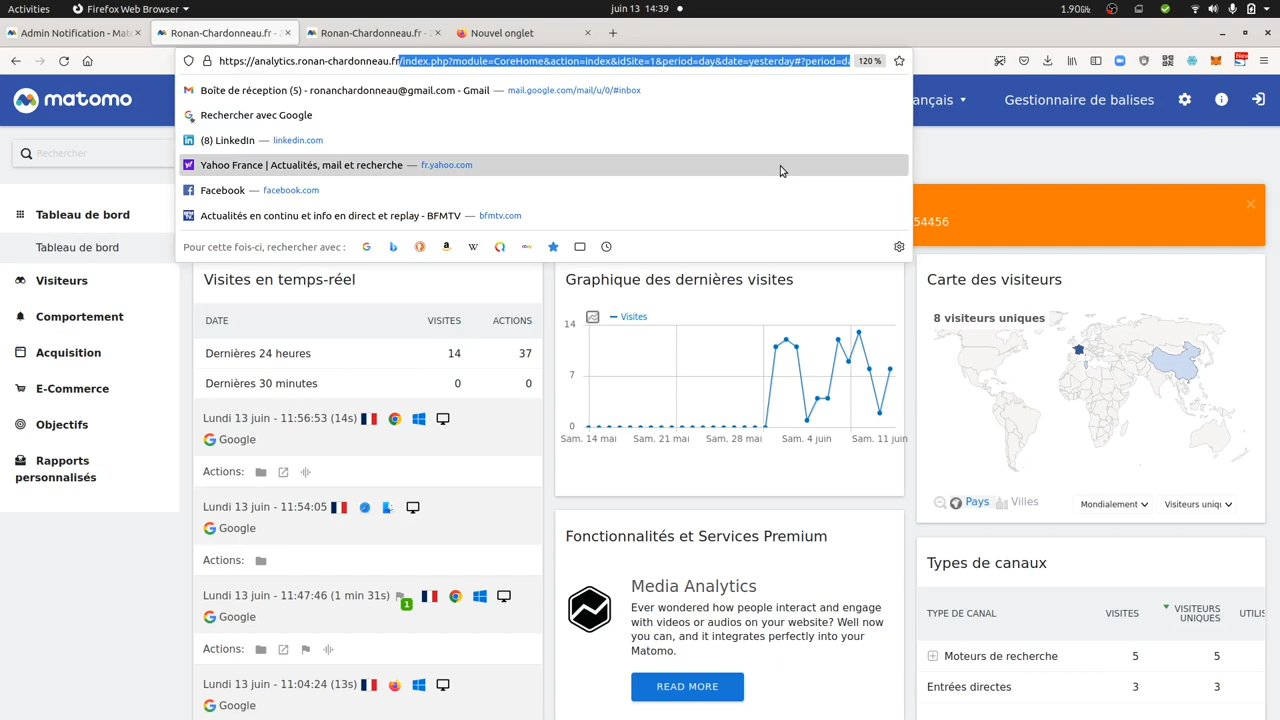 Activities
Firefox Web Browser
juin 13 14:39
1.90GHz
Admin Notification - Mat
Ronan-Chardonneau.fr - 2
Ronan-Chardonneau.fr - 2
Nouvel onglet
https://analytics.ronan-chardonneau.fr/index.php?module=CoreHome&action=index&idSite=1&period=day&date=yesterday#?period=da
120 %
New
matomo
ançais
Gestionnaire de balises
Boîte de réception (5) - ronanchardonneau@gmail.com - Gmail — mail.google.com/mail/u/0/#inbox
Rechercher avec Google
(8) LinkedIn — linkedin.com
Yahoo France | Actualités, mail et recherche — fr.yahoo.com
Facebook — facebook.com
Actualités en continu et info en direct et replay - BFMTV — bfmtv.com
Pour cette fois-ci, rechercher avec :
Rechercher
54456
Tableau de bord
Tableau de bord
Visiteurs
Comportement
Acquisition
E-Commerce
Objectifs
Rapports
personnalisés
Visites en temps-réel
DATE VISITES ACTIONS
Dernières 24 heures 14 37
Dernières 30 minutes 0 0
Lundi 13 juin - 11:56:53 (14s)
Google
Actions:
Lundi 13 juin - 11:54:05
Google
Actions:
Lundi 13 juin - 11:47:46 (1 min 31s)
1
Google
Actions:
Lundi 13 juin - 11:04:24 (13s)
Google
Graphique des dernières visites
Visites
14
7
0
Sam. 14 mai Sam. 21 mai Sam. 28 mai Sam. 4 juin Sam. 11 juin
Fonctionnalités et Services Premium
Media Analytics
Ever wondered how people interact and engage
with videos or audios on your website? Well now
you can, and it integrates perfectly into your
Matomo.
READ MORE
Carte des visiteurs
8 visiteurs uniques
Pays
Villes
Mondialement
Visiteurs uniqu
Types de canaux
TYPE DE CANAL VISITES VISITEURS UNIQUES UTILIS
Moteurs de recherche 5 5
Entrées directes 3 3